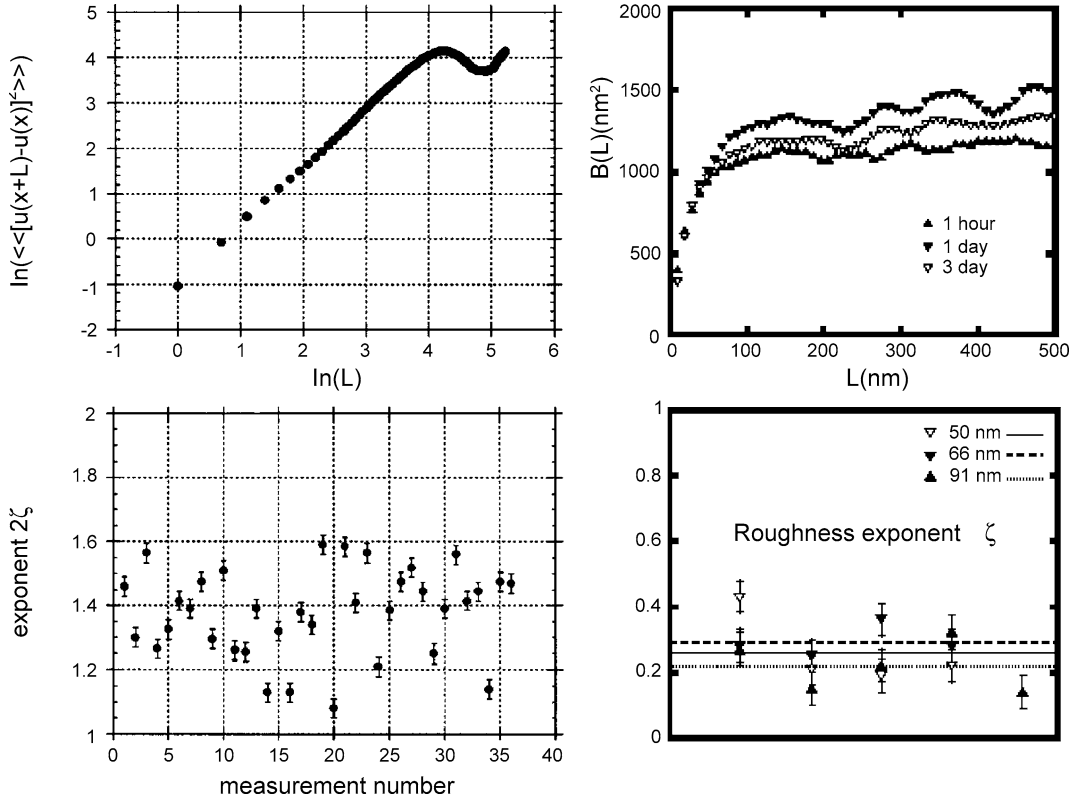 5
4
3
2
1
0
-1
-2
-1 0 1 2 3 4 5 6
ln(<<[u(x+L)-u(x)]²>>)
ln(L)
2000
1500
1000
500
0
0 100 200 300 400 500
B(L)(nm²)
L(nm)
1 hour
1 day
3 day
2
1.8
1.6
1.4
1.2
1
0 5 10 15 20 25 30 35 40
exponent 2ζ
measurement number
1
0.8
0.6
0.4
0.2
0
50 nm
66 nm
91 nm
Roughness exponent ζ